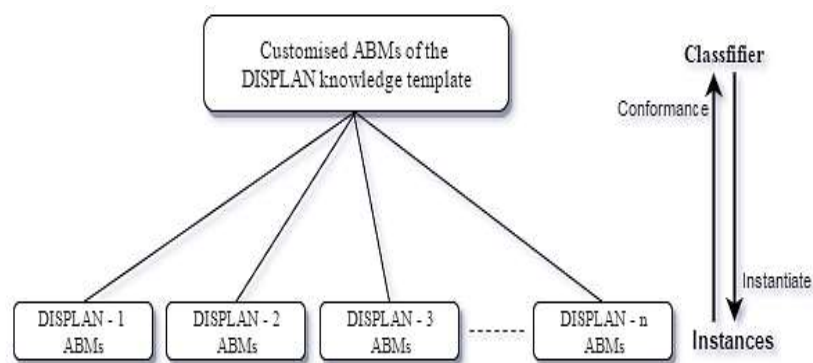 Customised ABMs of the
DISPLAN knowledge template
Classfifier
Conformance
Instantiate
DISPLAN - 1
ABMs
DISPLAN - 2
ABMs
DISPLAN - 3
ABMs
DISPLAN - n
ABMs
Instances